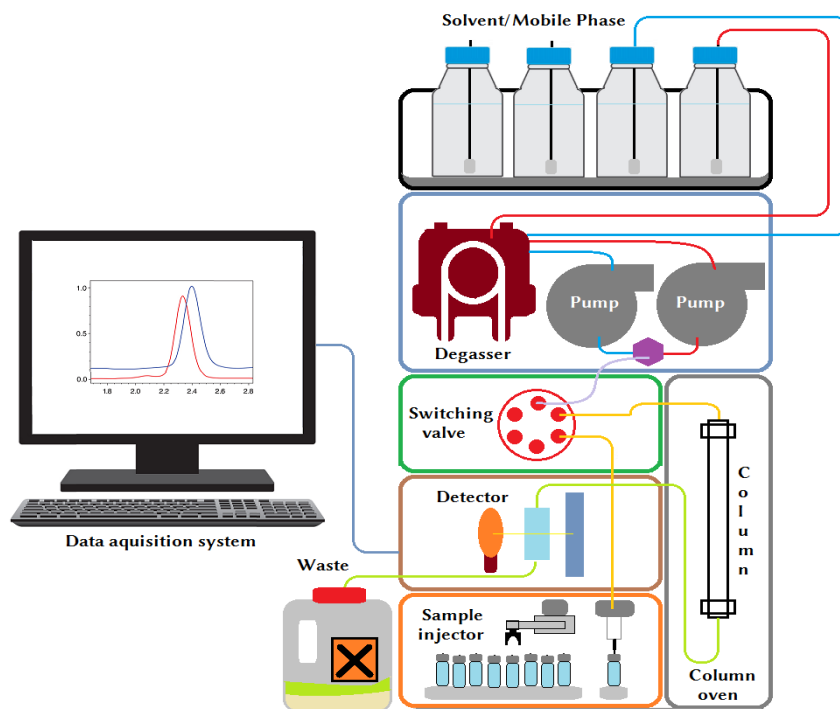 Solvent/Mobile Phase
Pump
Pump
Degasser
Switching
valve
Detector
Data aquisition system
Waste
Sample
injector
Column
Column
oven
1.0
0.5
0.0
1.8
2.0
2.2
2.4
2.6
2.8